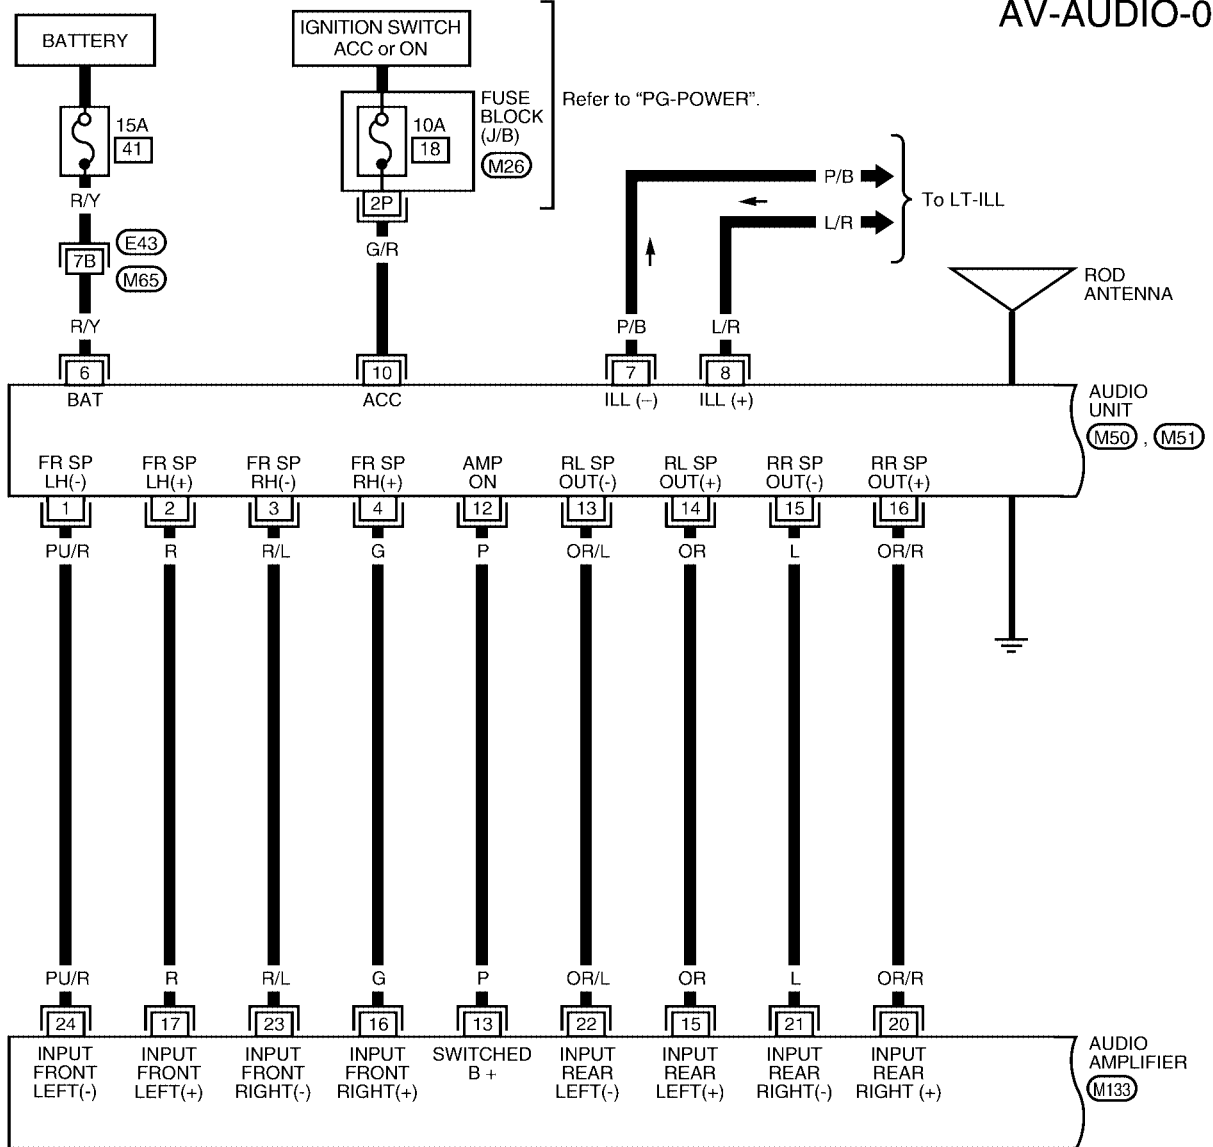 AV-AUDIO-0
BATTERY
IGNITION SWITCH
ACC or ON
15A
41
10A
18
FUSE
BLOCK
(J/B)
M26
Refer to “PG-POWER”.
R/Y
2P
G/R
E43
7B
M65
R/Y
P/B
L/R
To LT-ILL
P/B
L/R
ROD
ANTENNA
6
10
7
8
BAT
ACC
ILL (–)
ILL (+)
AUDIO
UNIT
M50 , M51
FR SP
LH(-)
FR SP
LH(+)
FR SP
RH(-)
FR SP
RH(+)
AMP
ON
RL SP
OUT(-)
RL SP
OUT(+)
RR SP
OUT(-)
RR SP
OUT(+)
1
2
3
4
12
13
14
15
16
PU/R
R
R/L
G
P
OR/L
OR
L
OR/R
PU/R
R
R/L
G
P
OR/L
OR
L
OR/R
24
17
23
16
13
22
15
21
20
INPUT
FRONT
LEFT(-)
INPUT
FRONT
LEFT(+)
INPUT
FRONT
RIGHT(-)
INPUT
FRONT
RIGHT(+)
SWITCHED
B +
INPUT
REAR
LEFT(-)
INPUT
REAR
LEFT(+)
INPUT
REAR
RIGHT(-)
INPUT
REAR
RIGHT (+)
AUDIO
AMPLIFIER
M133